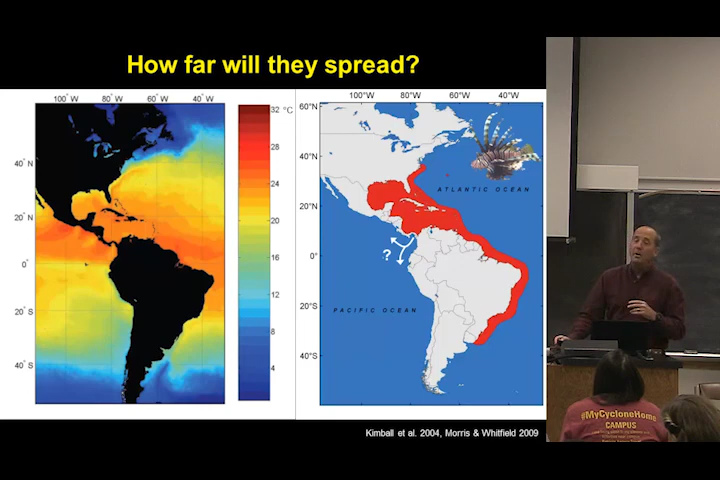 How far will they spread?
100° W 80° W 60° W 40° W
40° N
20° N
0°
20° S
40° S
32 °C
28
24
20
16
12
8
4
100°W 80°W 60°W 40°W
60°N
40°N
20°N
0°
20°S
40°S
ATLANTIC OCEAN
?
PACIFIC OCEAN
Kimball et al. 2004, Morris & Whitfield 2009
#MyCycloneHome
CAMPUS